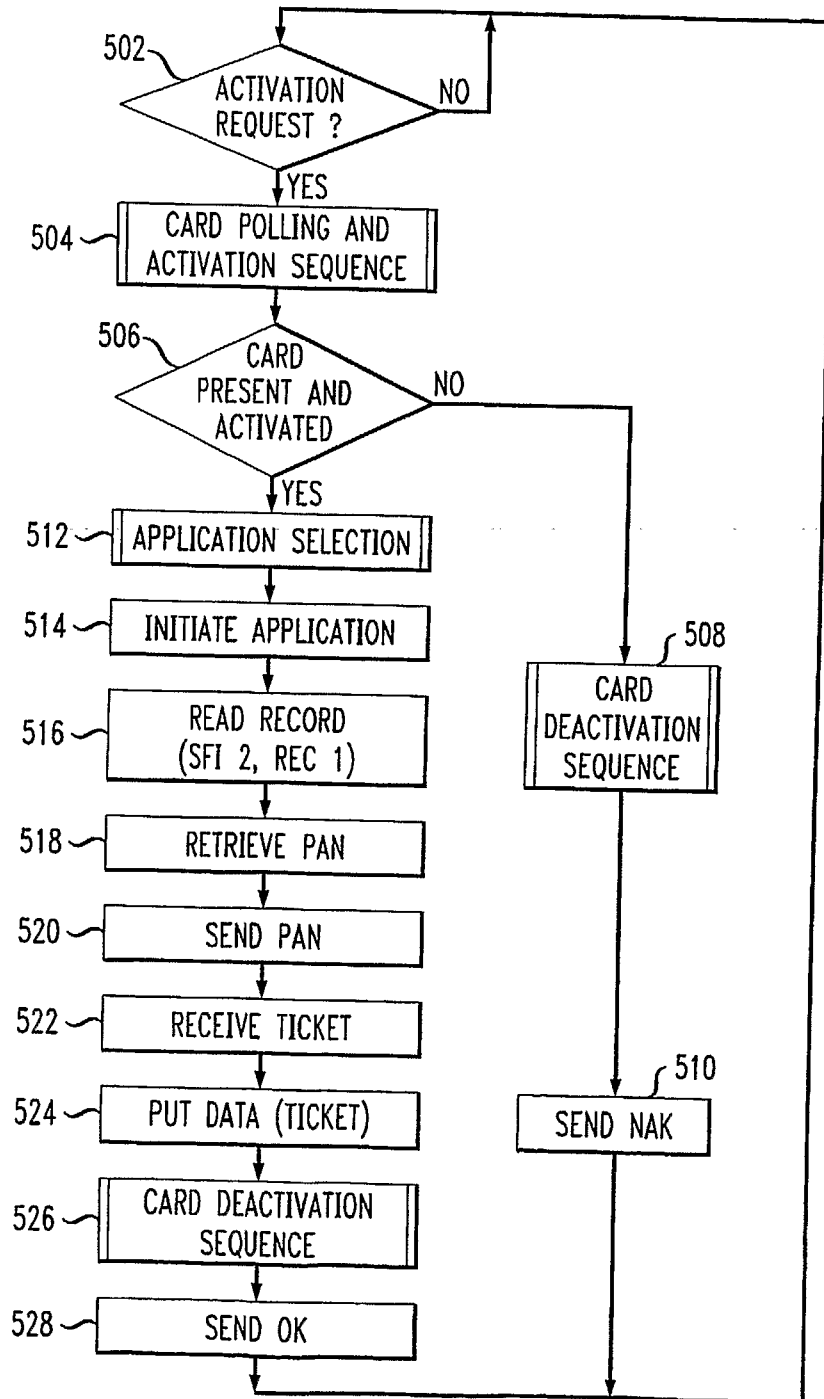 502
ACTIVATION
REQUEST ?
NO
YES
504
CARD POLLING AND
ACTIVATION SEQUENCE
506
CARD
PRESENT AND
ACTIVATED
NO
YES
512
APPLICATION SELECTION
514
INITIATE APPLICATION
508
CARD
DEACTIVATION
SEQUENCE
516
READ RECORD
(SFI 2, REC 1)
518
RETRIEVE PAN
520
SEND PAN
522
RECEIVE TICKET
510
SEND NAK
524
PUT DATA (TICKET)
526
CARD DEACTIVATION
SEQUENCE
528
SEND OK